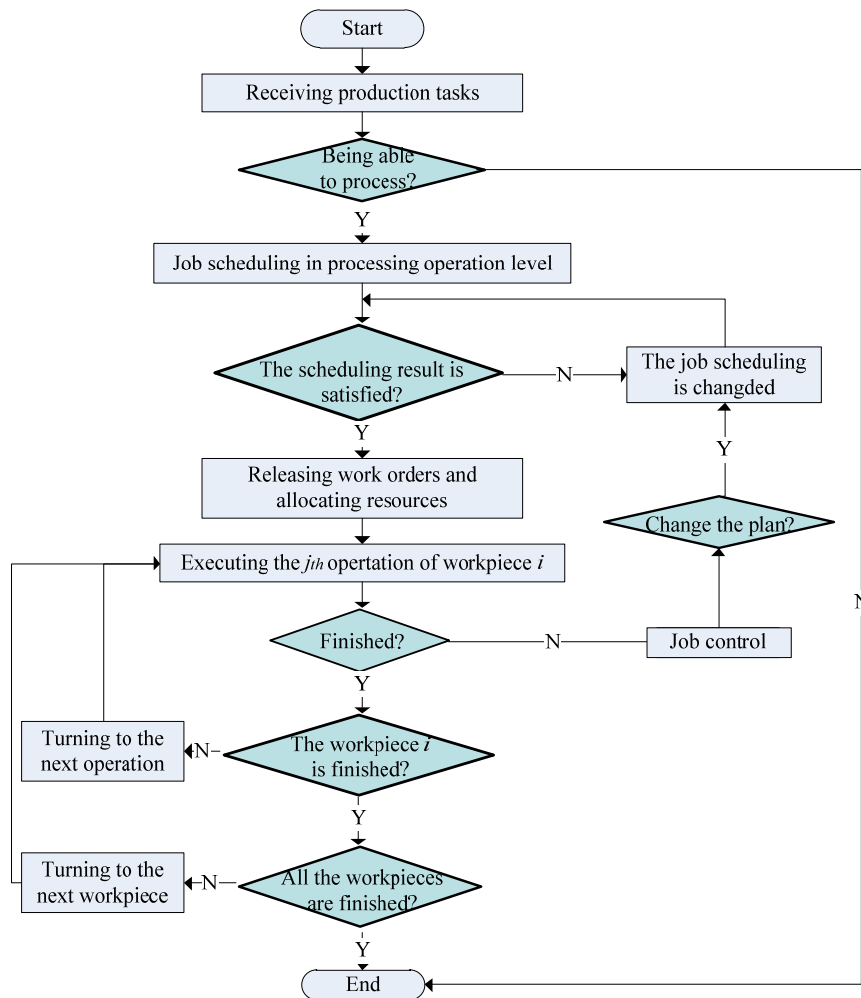 Start
Receiving production tasks
Being able
to process?
Y
Job scheduling in processing operation level
The scheduling result is
satisfied?
N
The job scheduling
is changded
Y
Y
Releasing work orders and
allocating resources
Change the plan?
Executing the jth opertation of workpiece i
N
Finished?
N
Job control
Y
Turning to the
next operation
N
The workpiece i
is finished?
Y
Turning to the
next workpiece
N
All the workpieces
are finished?
Y
End